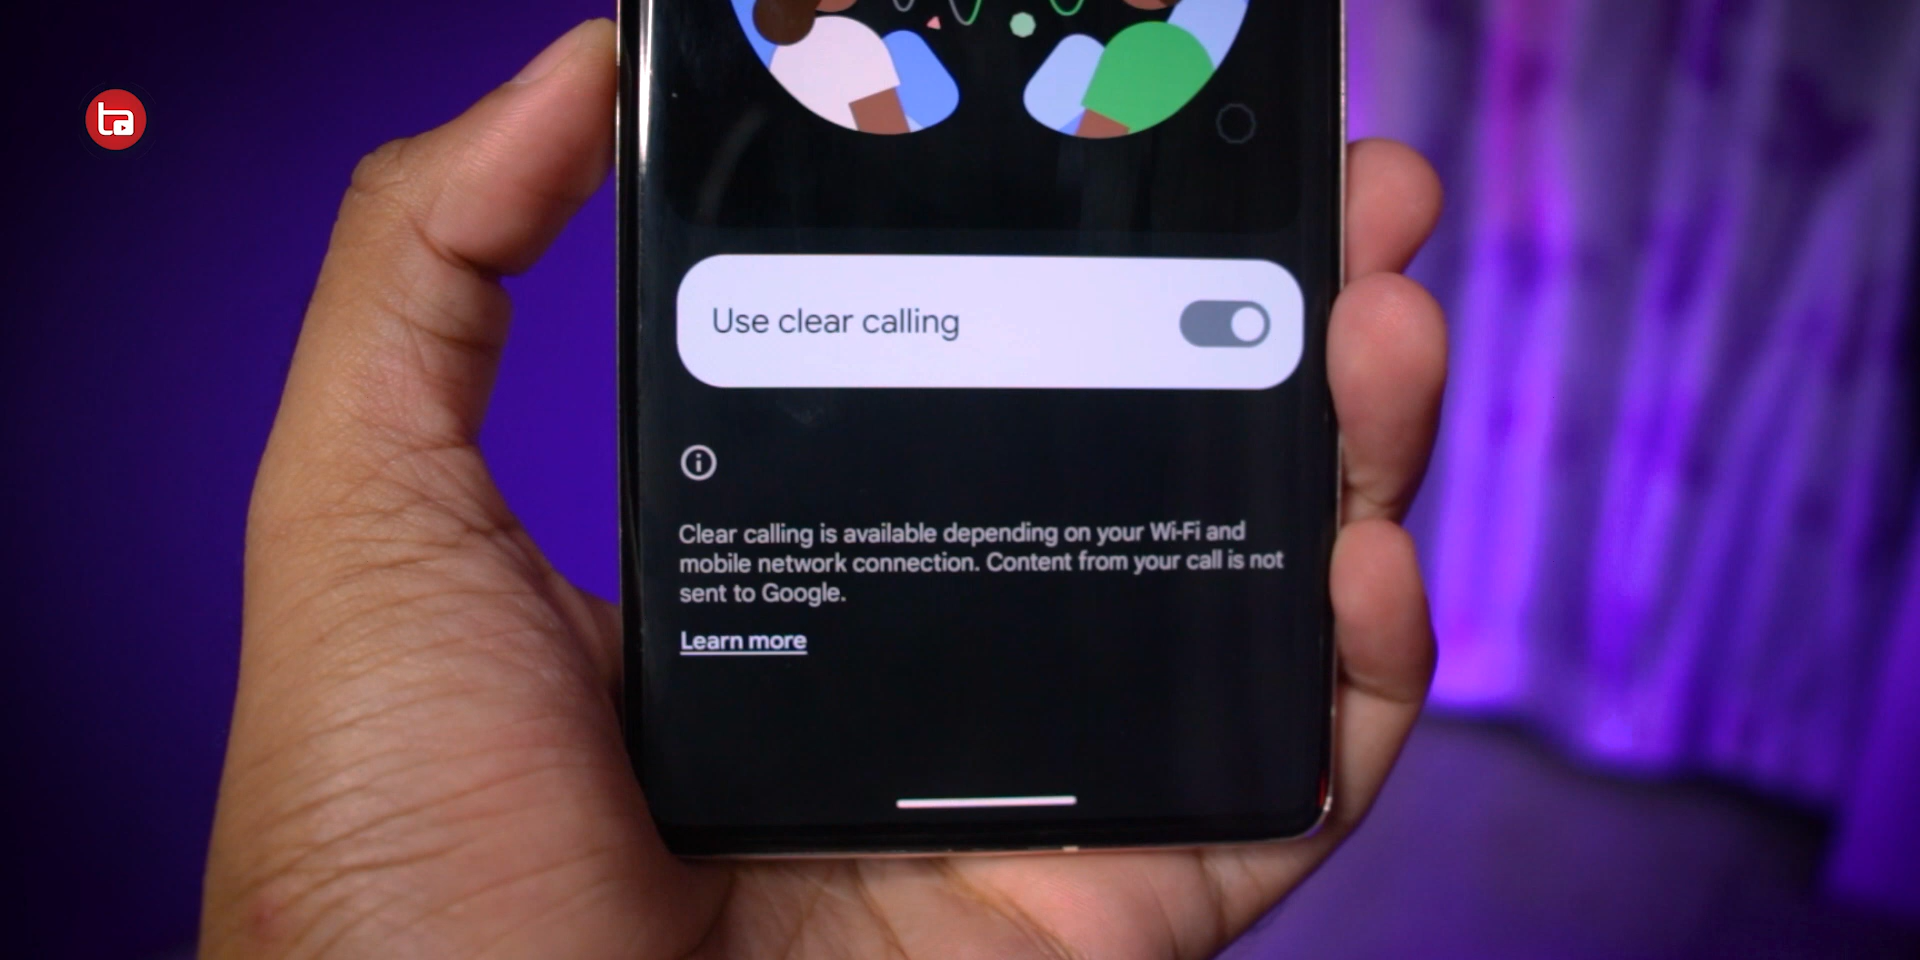 ta
Use clear calling
Clear calling is available depending on your Wi-Fi and
mobile network connection. Content from your call is not
sent to Google.
Learn more